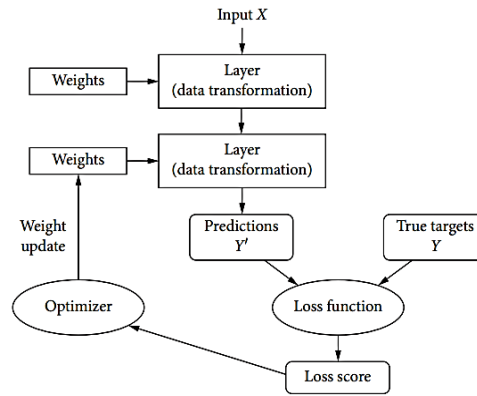 Input X
Weights
Layer
(data transformation)
Weights
Layer
(data transformation)
Weight
update
Predictions
Y′
True targets
Y
Optimizer
Loss function
Loss score